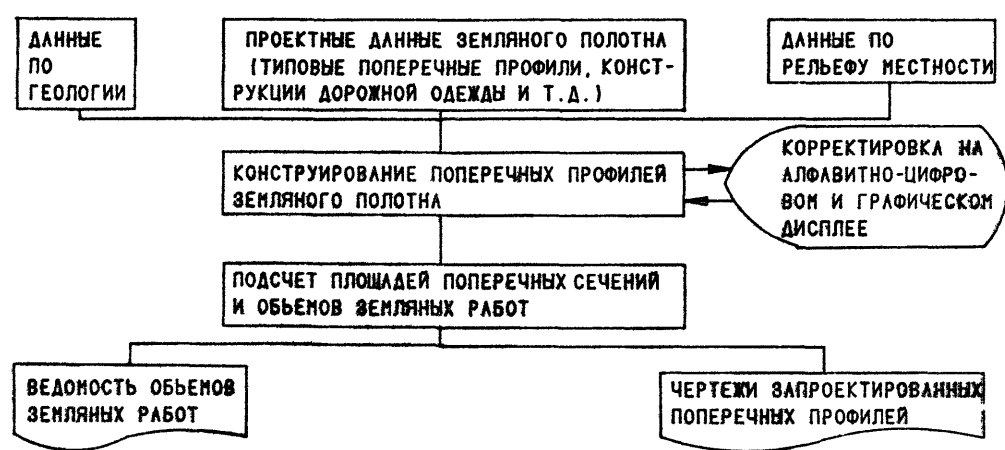 ДАННЫЕ
ПО
ГЕОЛОГИИ
ПРОЕКТНЫЕ ДАННЫЕ ЗЕМЛЯНОГО ПОЛОТНА
(ТИПОВЫЕ ПОПЕРЕЧНЫЕ ПРОФИЛИ, КОНСТ-
РУКЦИИ ДОРОЖНОЙ ОДЕЖДЫ И Т.Д.)
ДАННЫЕ ПО
РЕЛЬЕФУ МЕСТНОСТИ
КОНСТРУИРОВАНИЕ ПОПЕРЕЧНЫХ ПРОФИЛЕЙ
ЗЕМЛЯНОГО ПОЛОТНА
КОРРЕКТИРОВКА НА
АЛФАВИТНО-ЦИФРО-
ВОМ И ГРАФИЧЕСКОМ
ДИСПЛЕЕ
ПОДСЧЕТ ПЛОЩАДЕЙ ПОПЕРЕЧНЫХ СЕЧЕНИЙ
И ОБЬЕМОВ ЗЕМЛЯНЫХ РАБОТ
ВЕДОМОСТЬ ОБЬЕМОВ
ЗЕМЛЯНЫХ РАБОТ
ЧЕРТЕЖИ ЗАПРОЕКТИРОВАННЫХ
ПОПЕРЕЧНЫХ ПРОФИЛЕЙ